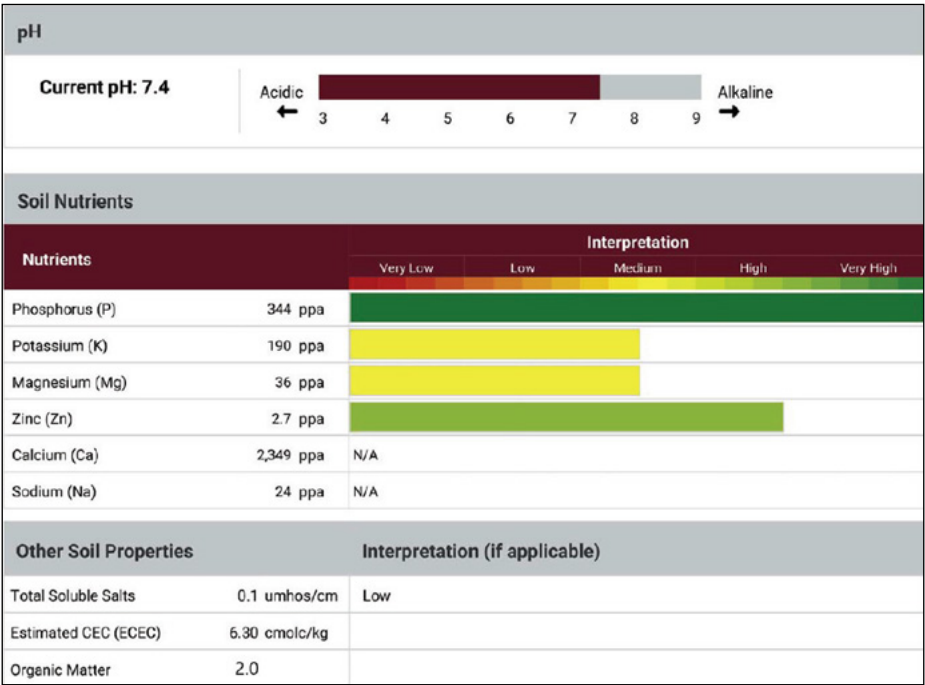 pH
Current pH: 7.4
Acidic
Alkaline
3 4 5 6 7 8 9
Soil Nutrients
Nutrients
Interpretation
Very Low Low Medium High Very High
Phosphorus (P) 344 ppa
Potassium (K) 190 ppa
Magnesium (Mg) 36 ppa
Zinc (Zn) 2.7 ppa
Calcium (Ca) 2,349 ppa N/A
Sodium (Na) 24 ppa N/A
Other Soil Properties Interpretation (if applicable)
Total Soluble Salts 0.1 umhos/cm Low
Estimated CEC (ECEC) 6.30 cmolc/kg
Organic Matter 2.0